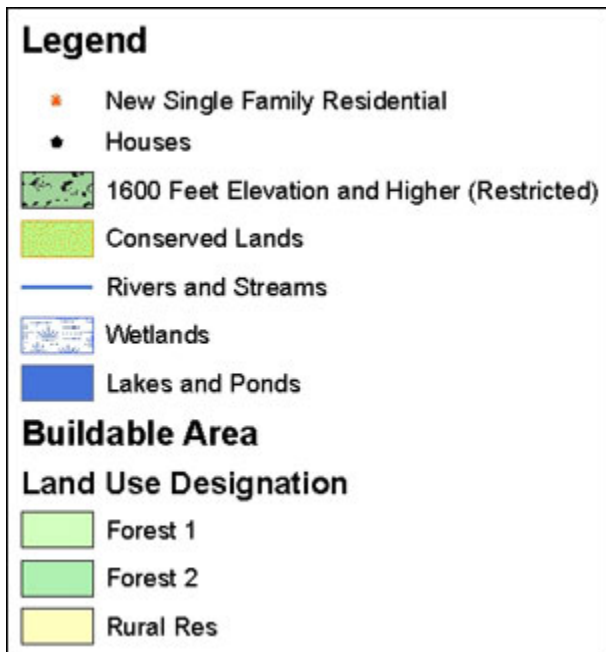 Legend
New Single Family Residential
Houses
1600 Feet Elevation and Higher (Restricted)
Conserved Lands
Rivers and Streams
Wetlands
Lakes and Ponds
Buildable Area
Land Use Designation
Forest 1
Forest 2
Rural Res